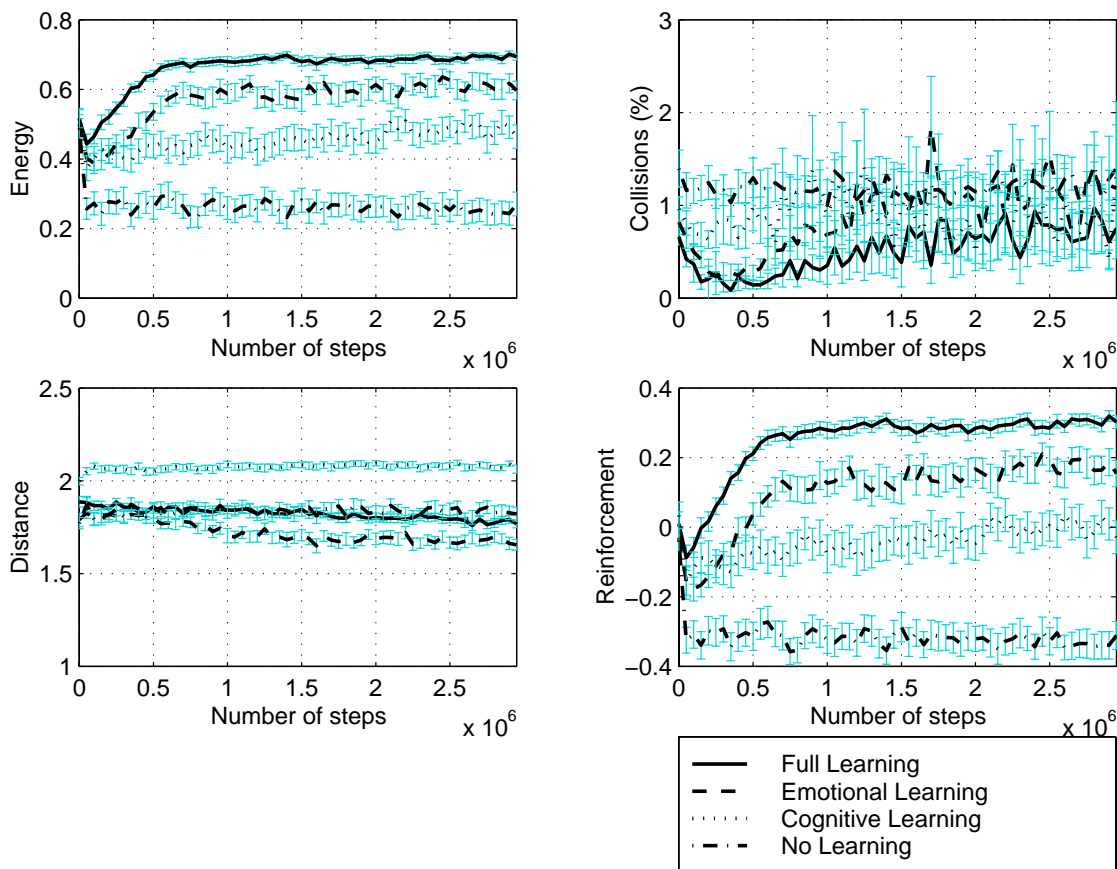 0.8
0.6
0.4
0.2
0
Energy
0 0.5 1 1.5 2 2.5
Number of steps
x 10^6
3
2
1
0
Collisions (%)
0 0.5 1 1.5 2 2.5
Number of steps
x 10^6
2.5
2
1.5
1
Distance
0 0.5 1 1.5 2 2.5
Number of steps
x 10^6
0.4
0.2
0
−0.2
−0.4
Reinforcement
0 0.5 1 1.5 2 2.5
Number of steps
x 10^6
Full Learning
Emotional Learning
Cognitive Learning
No Learning